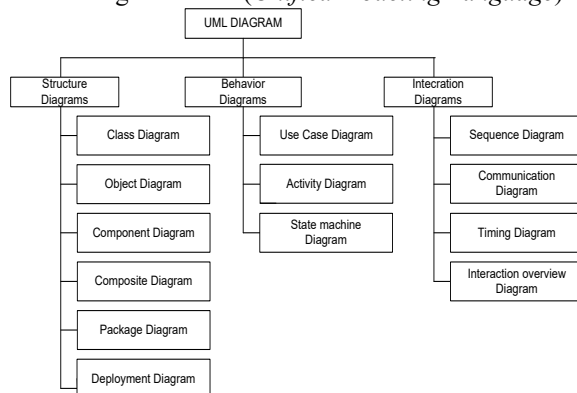 UML DIAGRAM
Structure
Diagrams
Behavior
Diagrams
Intecration
Diagrams
Class Diagram
Object Diagram
Component Diagram
Composite Diagram
Package Diagram
Deployment Diagram
Use Case Diagram
Activity Diagram
State machine
Diagram
Sequence Diagram
Communication
Diagram
Timing Diagram
Interaction overview
Diagram